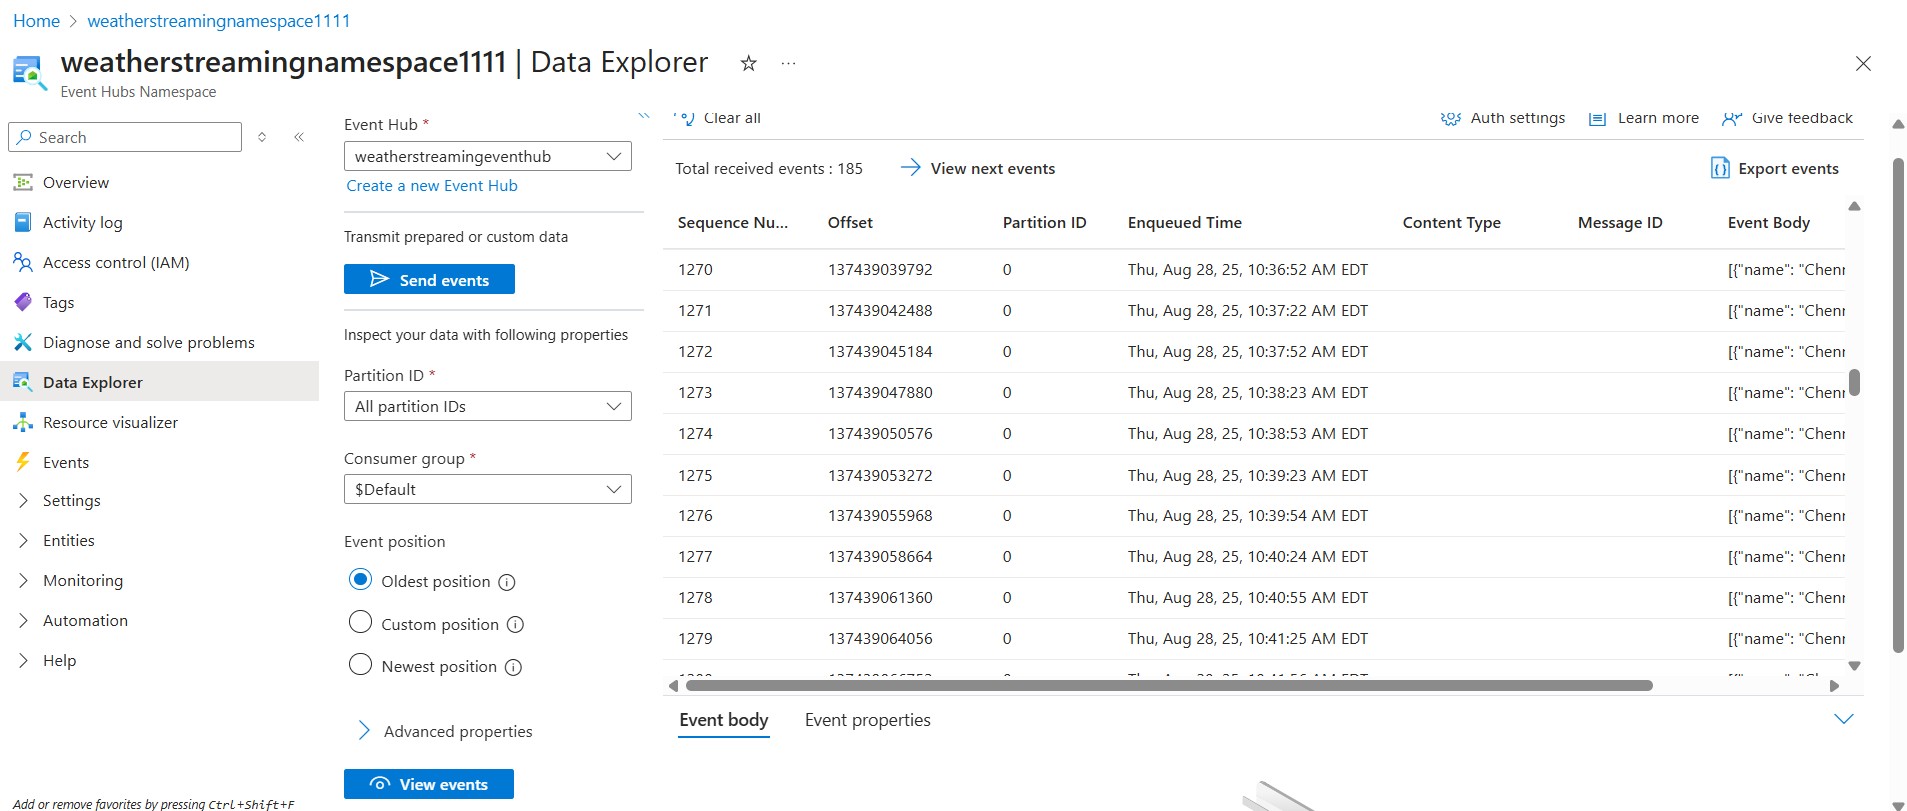 Home > weatherstreamingnamespace1111
weatherstreamingnamespace1111 | Data Explorer
Event Hubs Namespace
Search
Overview
Activity log
Access control (IAM)
Tags
Diagnose and solve problems
Data Explorer
Resource visualizer
Events
Settings
Entities
Monitoring
Automation
Help
Add or remove favorites by pressing Ctrl+Shift+F
Event Hub *
weatherstreamingeventhub
Create a new Event Hub
Transmit prepared or custom data
Send events
Inspect your data with following properties
Partition ID *
All partition IDs
Consumer group *
$Default
Event position
Oldest position
Custom position
Newest position
Advanced properties
View events
Clear all Auth settings Learn more Give feedback
Total received events : 185 View next events Export events
Sequence Nu... Offset Partition ID Enqueued Time Content Type Message ID Event Body
1270 137439039792 0 Thu, Aug 28, 25, 10:36:52 AM EDT [{"name": "Chenn
1271 137439042488 0 Thu, Aug 28, 25, 10:37:22 AM EDT [{"name": "Chenn
1272 137439045184 0 Thu, Aug 28, 25, 10:37:52 AM EDT [{"name": "Chenn
1273 137439047880 0 Thu, Aug 28, 25, 10:38:23 AM EDT [{"name": "Chenn
1274 137439050576 0 Thu, Aug 28, 25, 10:38:53 AM EDT [{"name": "Chenn
1275 137439053272 0 Thu, Aug 28, 25, 10:39:23 AM EDT [{"name": "Chenn
1276 137439055968 0 Thu, Aug 28, 25, 10:39:54 AM EDT [{"name": "Chenn
1277 137439058664 0 Thu, Aug 28, 25, 10:40:24 AM EDT [{"name": "Chenn
1278 137439061360 0 Thu, Aug 28, 25, 10:40:55 AM EDT [{"name": "Chenn
1279 137439064056 0 Thu, Aug 28, 25, 10:41:25 AM EDT [{"name": "Chenn
Event body Event properties